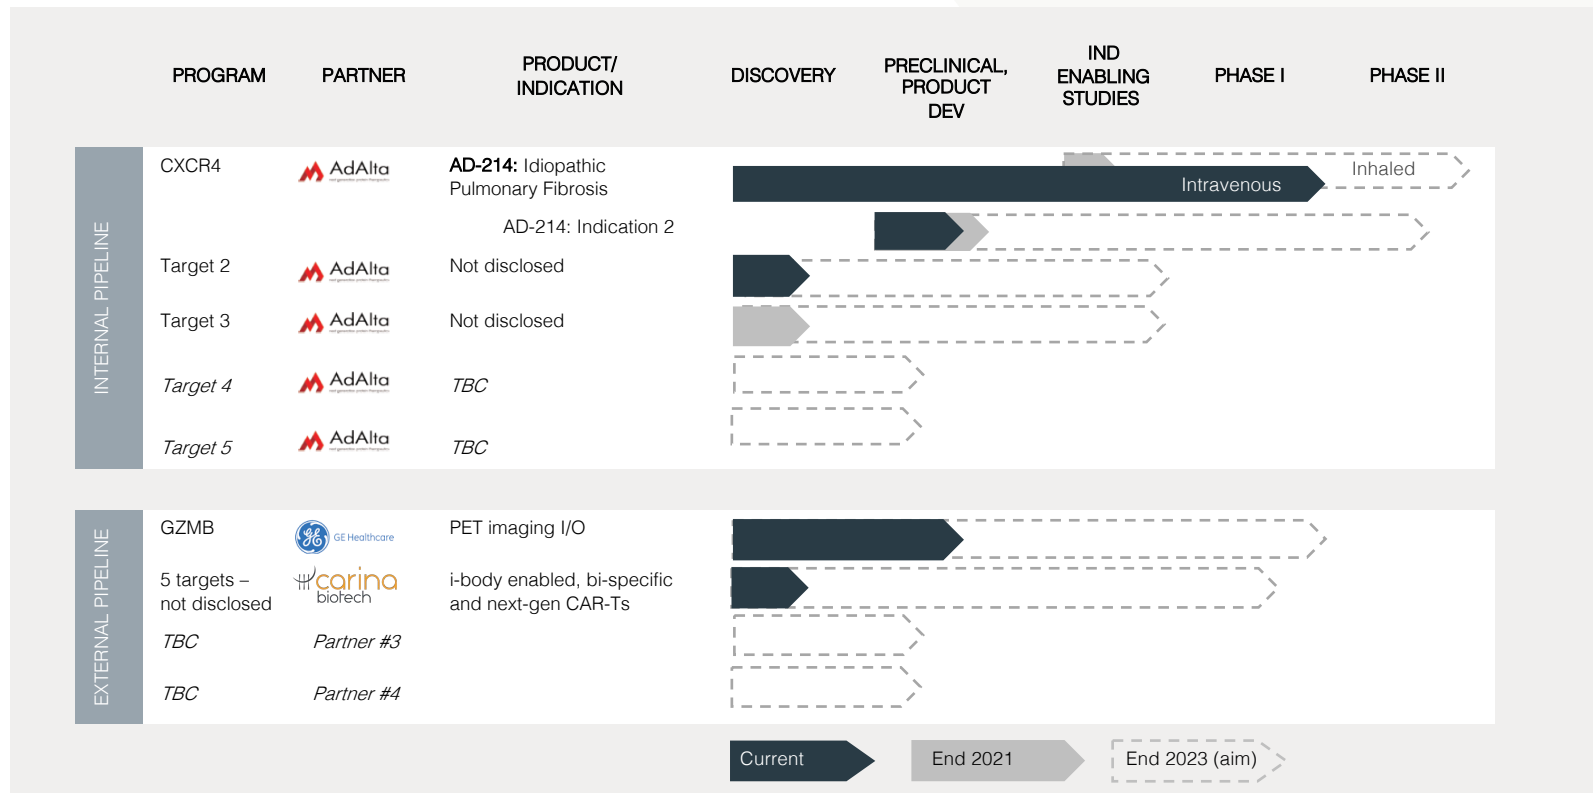 PROGRAM PARTNER PRODUCT/ INDICATION DISCOVERY PRECLINICAL, PRODUCT DEV IND ENABLING STUDIES PHASE I PHASE II
INTERNAL PIPELINE
CXCR4 AdAlta AD-214: Idiopathic
Pulmonary Fibrosis
Intravenous Inhaled
AD-214: Indication 2
Target 2 AdAlta Not disclosed
Target 3 AdAlta Not disclosed
Target 4 AdAlta TBC
Target 5 AdAlta TBC
EXTERNAL PIPELINE
GZMB GE Healthcare PET imaging I/O
5 targets – carina i-body enabled, bi-specific
not disclosed biotech and next-gen CAR-Ts
TBC Partner #3
TBC Partner #4
Current End 2021 End 2023 (aim)